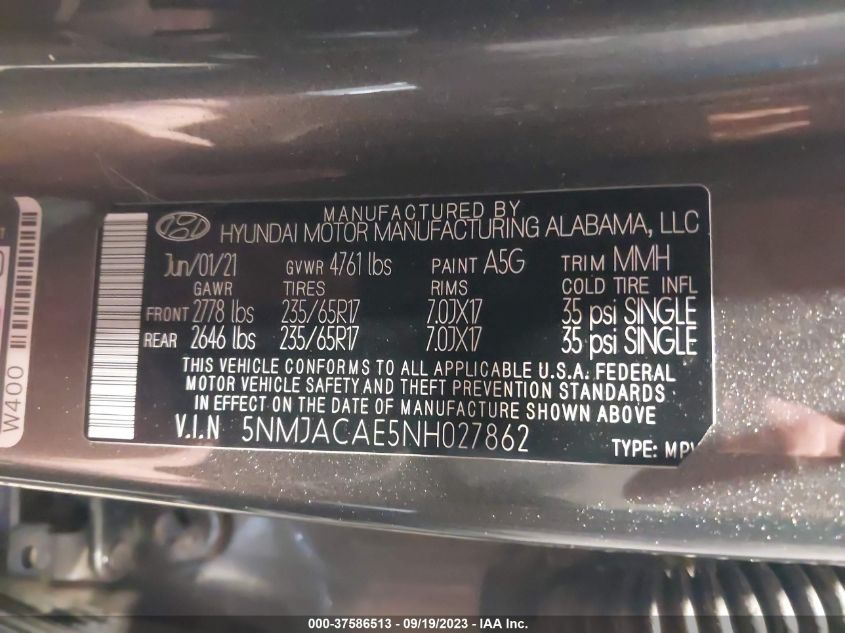 MANUFACTURED BY
HYUNDAI MOTOR MANUFACTURING ALABAMA, LLC
Jun/01/21 GVWR 4761 lbs PAINT A5G TRIM MMH
GAWR TIRES RIMS COLD TIRE INFL
FRONT 2778 lbs 235/65R17 7.0JX17 35 psi SINGLE
REAR 2646 lbs 235/65R17 7.0JX17 35 psi SINGLE
THIS VEHICLE CONFORMS TO ALL APPLICABLE U.S.A. FEDERAL
MOTOR VEHICLE SAFETY AND THEFT PREVENTION STANDARDS
IN EFFECT ON THE DATE OF MANUFACTURE SHOWN ABOVE
V.I.N 5NMJACAE5NH027862 TYPE: MPV
W400
000-37586513 - 09/19/2023 - IAA Inc.